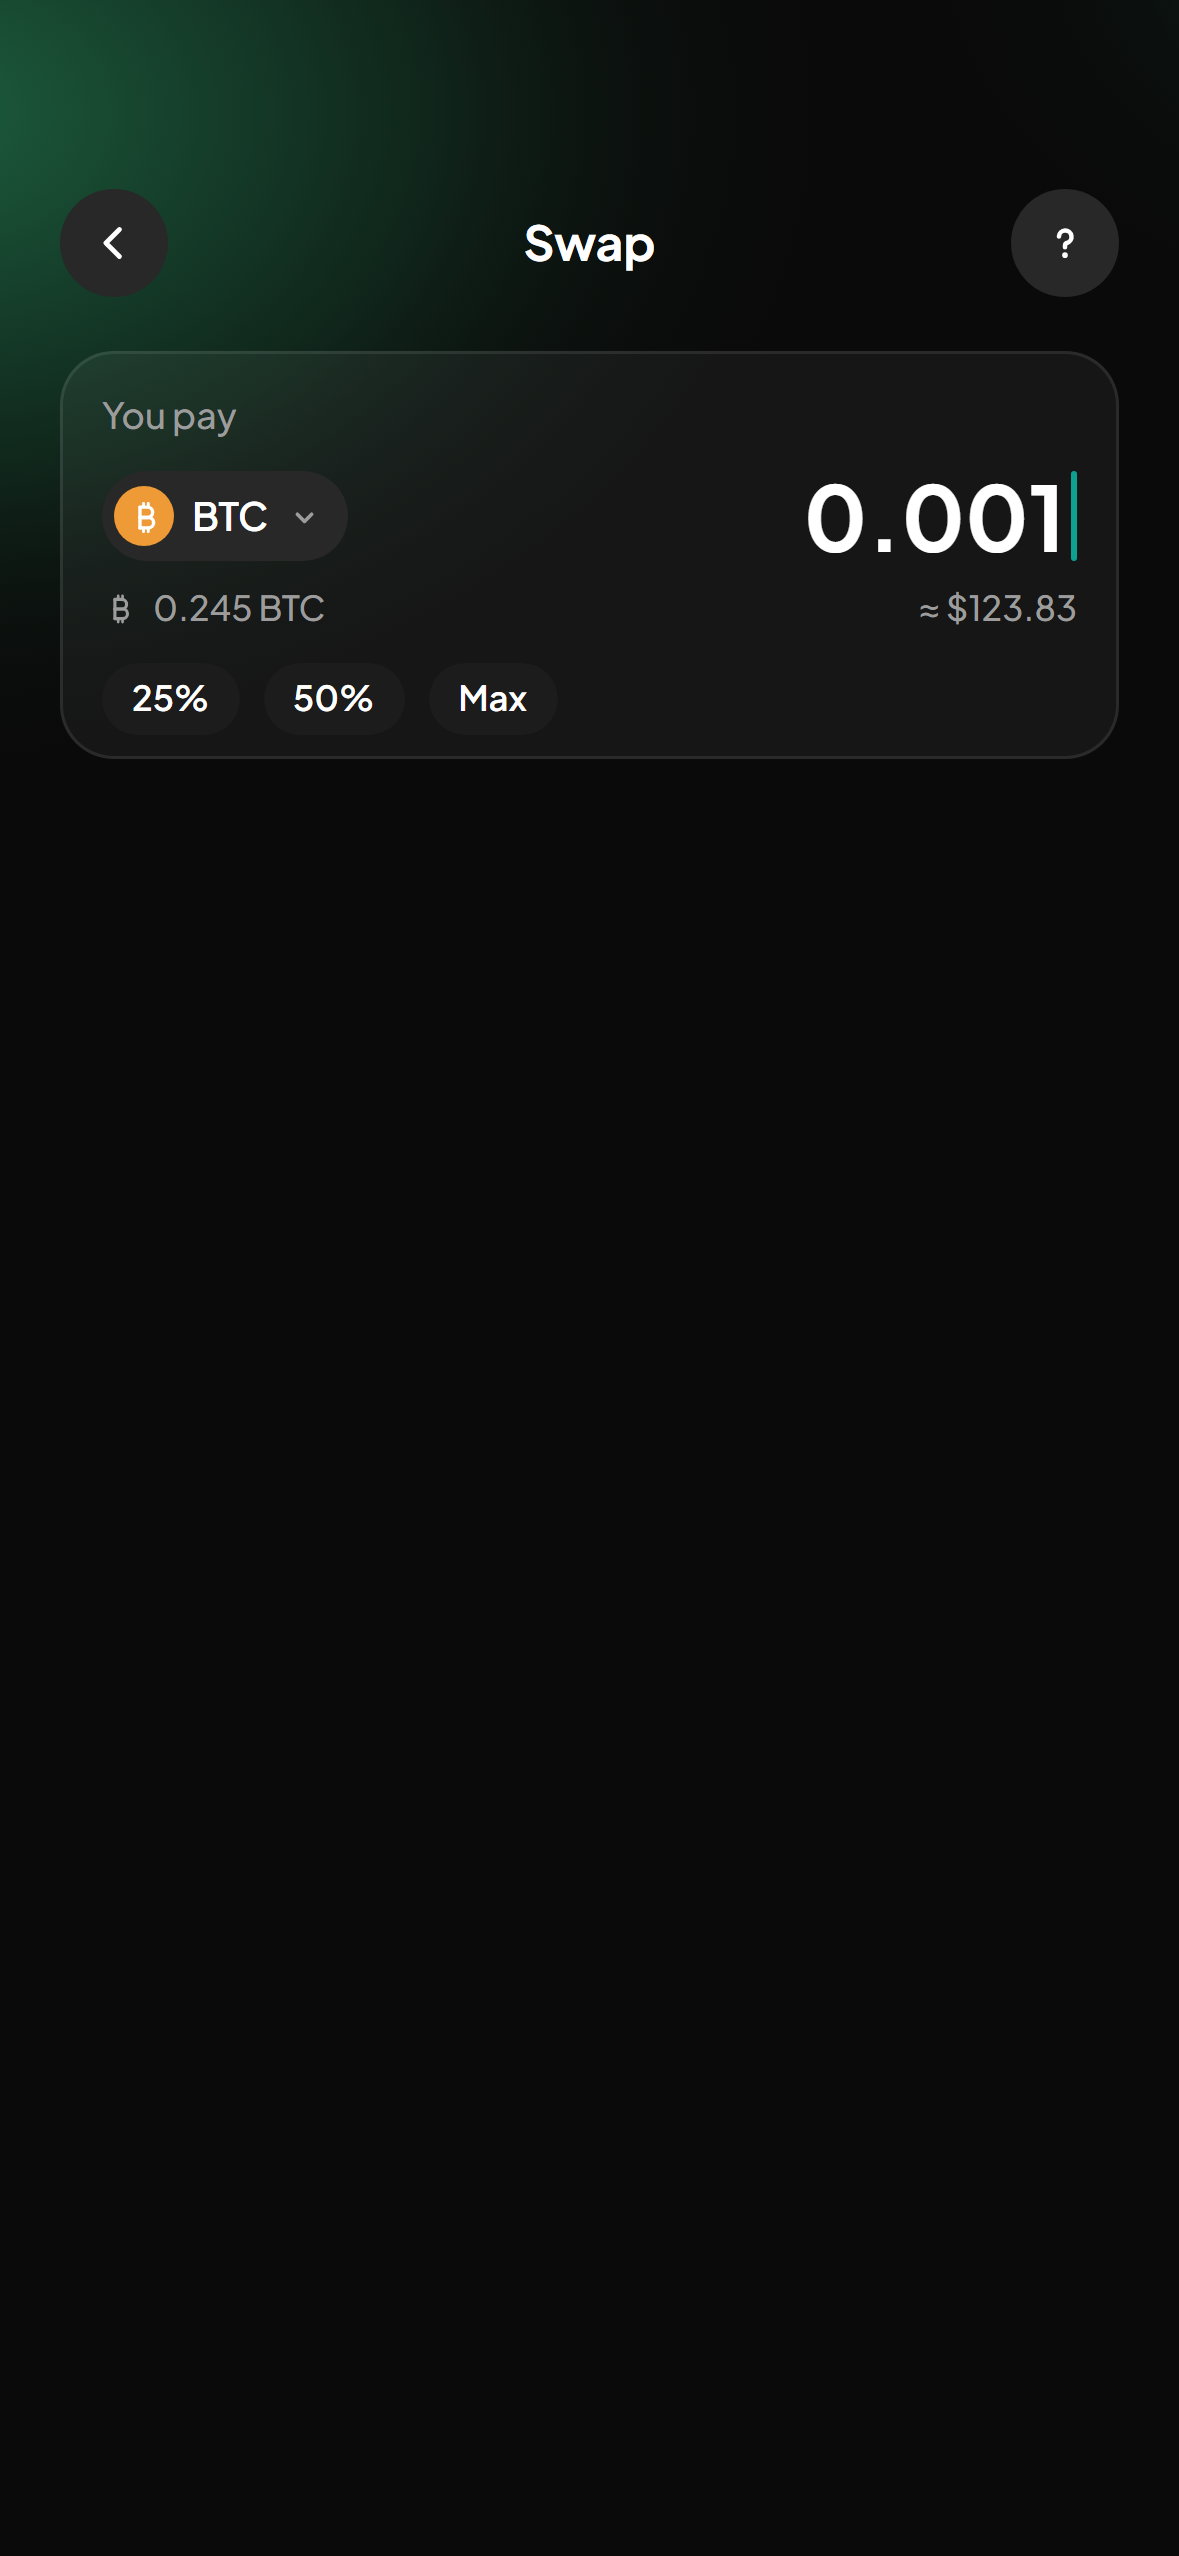 Swap
?
You pay
₿ BTC
0.001
₿ 0.245 BTC
≈ $123.83
25%
50%
Max